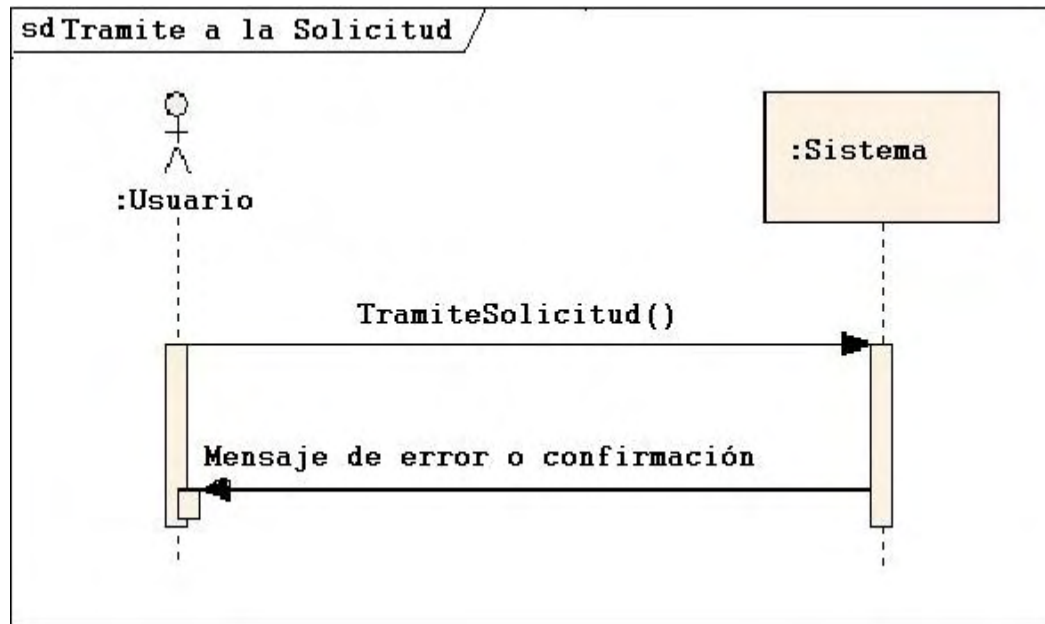 sd Tramite a la Solicitud
:Usuario
:Sistema
TramiteSolicitud()
Mensaje de error o confirmación